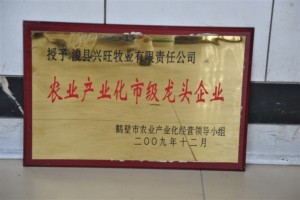 授予:浚县兴旺牧业有限责任公司
农业产业化市级龙头企业
鹤壁市农业产业化经营领导小组
二00九年十二月